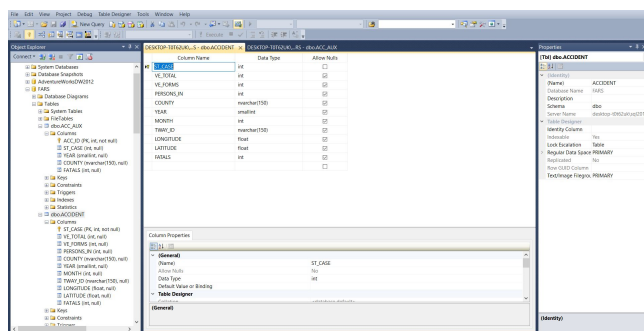 File Edit View Project Debug Table Designer Tools Window Help
New Query
Execute
Object Explorer
Connect
System Databases
Database Snapshots
AdventureWorksDW2012
FARS
Database Diagrams
Tables
System Tables
FileTables
dbo.ACC_AUX
Columns
ACC_ID (PK, int, not null)
ST_CASE (int, null)
YEAR (smallint, null)
COUNTY (nvarchar(150), null)
FATALS (int, null)
Keys
Constraints
Triggers
Indexes
Statistics
dbo.ACCIDENT
Columns
ST_CASE (PK, int, not null)
VE_TOTAL (int, null)
VE_FORMS (int, null)
PERSONS_IN (int, null)
COUNTY (nvarchar(150), null)
YEAR (smallint, null)
MONTH (int, null)
TWAY_ID (nvarchar(150), null)
LONGITUDE (float, null)
LATITUDE (float, null)
FATALS (int, null)
Keys
Constraints
Triggers
DESKTOP-T0T62UK\...S - dbo.ACCIDENT DESKTOP-T0T62UK\...RS - dbo.ACC_AUX
Column Name Data Type Allow Nulls
ST_CASE int
VE_TOTAL int
VE_FORMS int
PERSONS_IN int
COUNTY nvarchar(150)
YEAR smallint
MONTH int
TWAY_ID nvarchar(150)
LONGITUDE float
LATITUDE float
FATALS int
Column Properties
(General)
(Name) ST_CASE
Allow Nulls No
Data Type int
Default Value or Binding
Table Designer
(General)
Properties
[Tbl] dbo.ACCIDENT
(Identity)
(Name) ACCIDENT
Database Name FARS
Description
Schema dbo
Server Name
Table Designer
Identity Column
Indexable Yes
Lock Escalation Table
Regular Data Space PRIMARY
Replicated No
Row GUID Column
Text/Image Filegroup PRIMARY
(Identity)